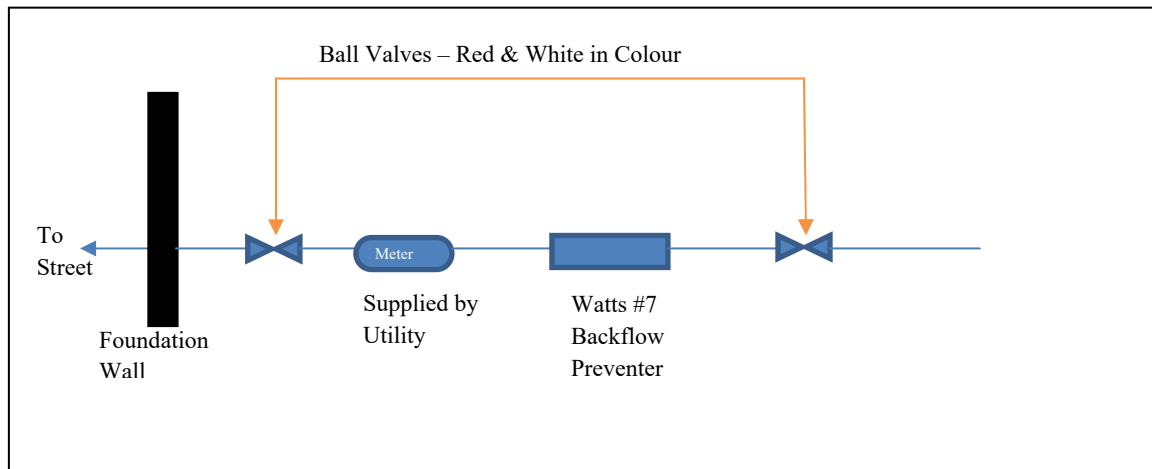 Ball Valves – Red & White in Colour
To
Street
Meter
Foundation
Wall
Supplied by
Utility
Watts #7
Backflow
Preventer